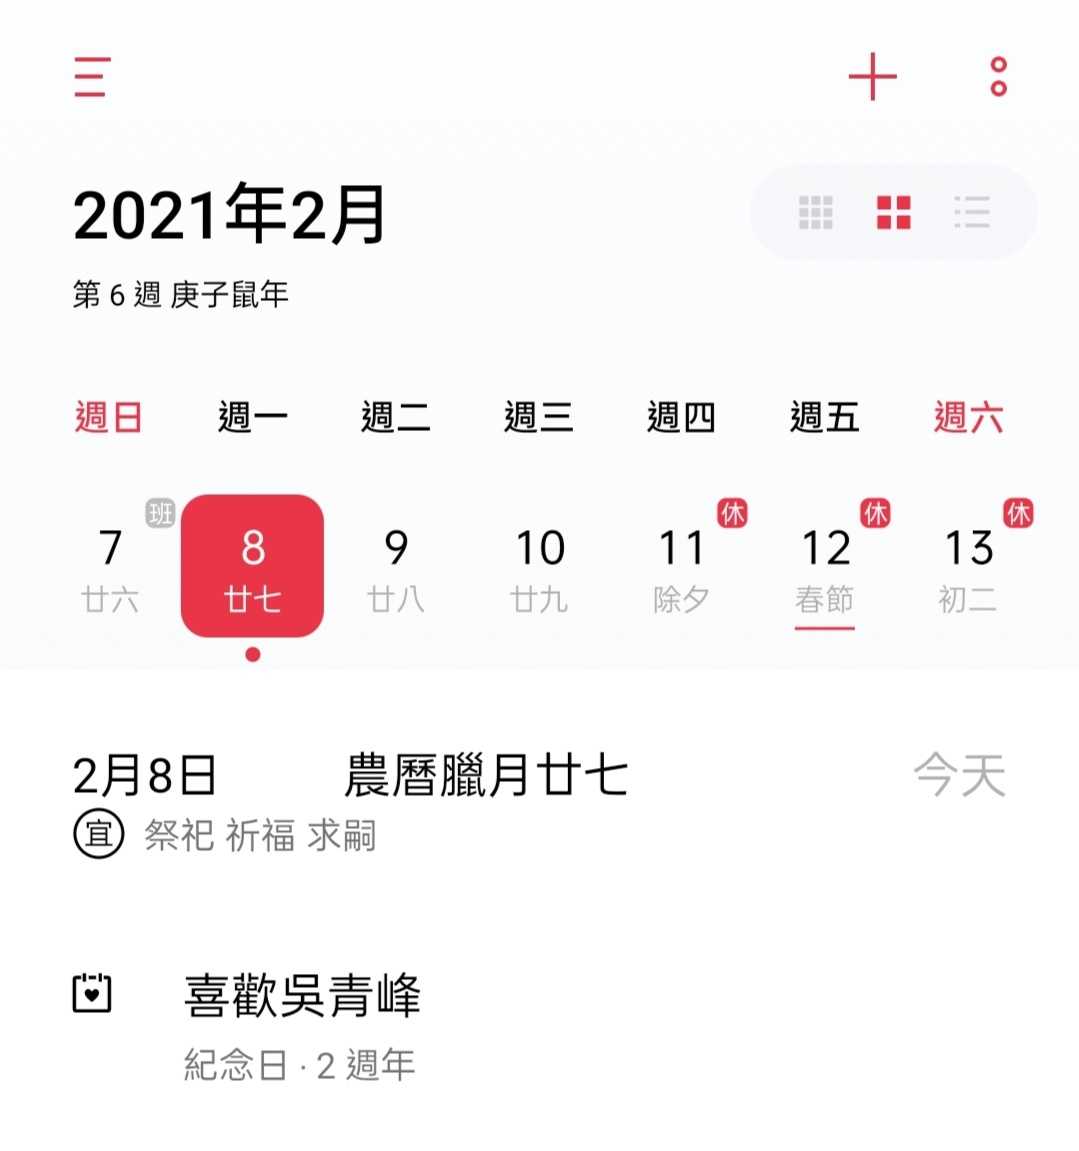 2021年2月
第 6 週 庚子鼠年
週日 週一 週二 週三 週四 週五 週六
班 休 休 休
7 8 9 10 11 12 13
廿六 廿七 廿八 廿九 除夕 春節 初二
2月8日 農曆臘月廿七 今天
宜 祭祀 祈福 求嗣
喜歡吳青峰
紀念日 · 2 週年